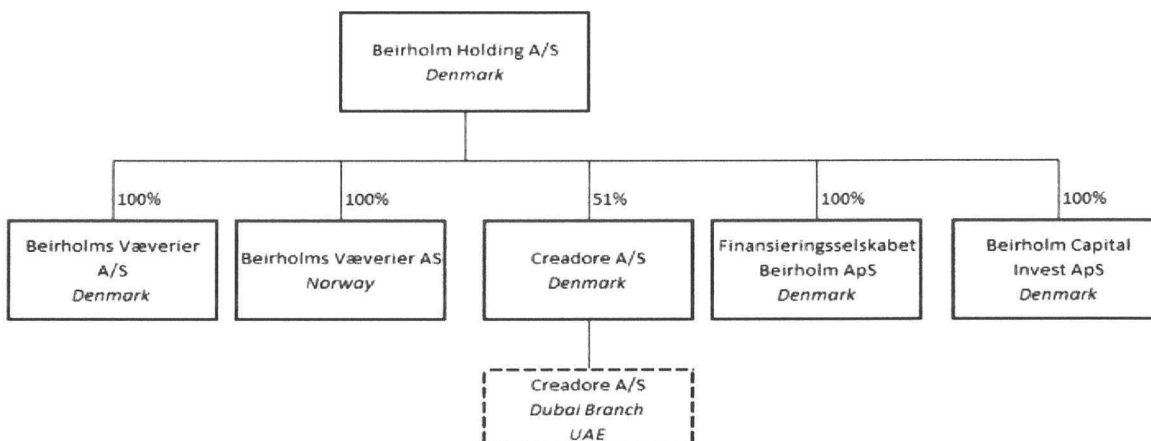 Beirholm Holding A/S
Denmark
100%
100%
51%
100%
100%
Beirholms Væverier
A/S
Denmark
Beirholms Væverier AS
Norway
Creadore A/S
Denmark
Finansieringsselskabet
Beirholm ApS
Denmark
Beirholm Capital
Invest ApS
Denmark
Creadore A/S
Dubai Branch
UAE